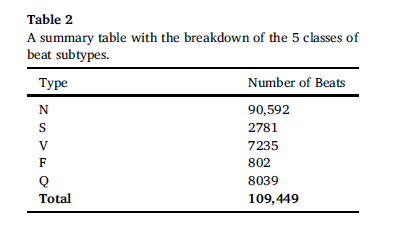 Table 2
A summary table with the breakdown of the 5 classes of
beat subtypes.
Type Number of Beats
N 90,592
S 2781
V 7235
F 802
Q 8039
Total 109,449